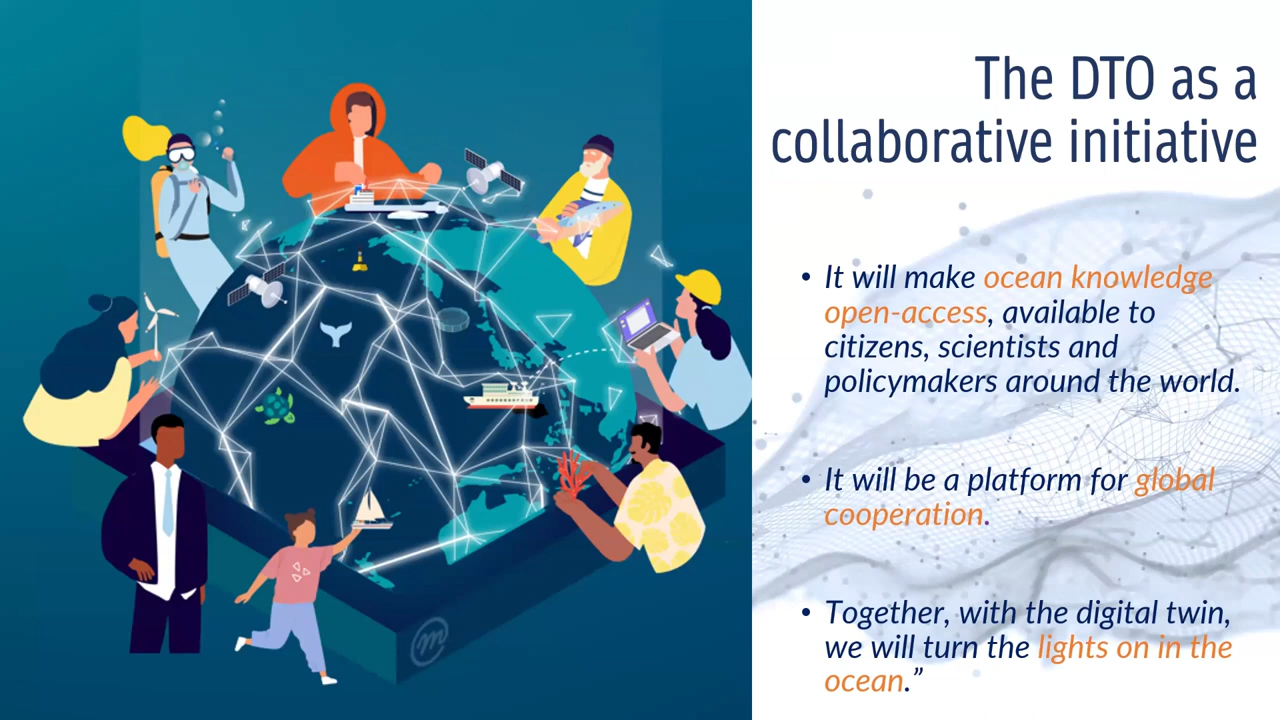 The DTO as a
collaborative initiative
• It will make ocean knowledge
open-access, available to
citizens, scientists and
policymakers around the world.
• It will be a platform for global
cooperation.
• Together, with the digital twin,
we will turn the lights on in the
ocean.”